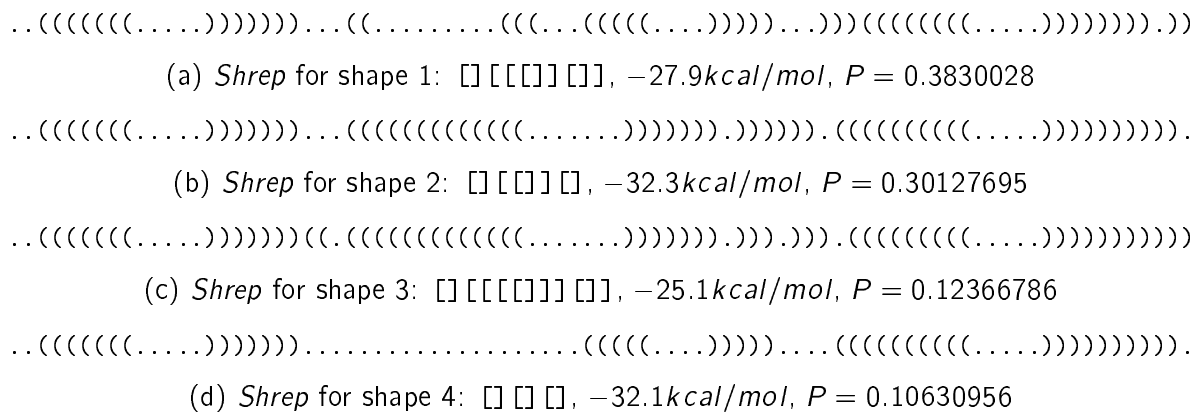 ..(((((((.....)))))))...((.........(((...(((((....)))))...)))((((((((.....)))))))).))
(a) Shrep for shape 1: [][[[]][]], −27.9kcal/mol, P = 0.3830028
..(((((((.....)))))))...(((((((((((((.......))))))).)))))).((((((((((.....)))))))))).
(b) Shrep for shape 2: [][[]][], −32.3kcal/mol, P = 0.30127695
..(((((((.....)))))))((.(((((((((((((.......))))))).))).))).(((((((((.....)))))))))))
(c) Shrep for shape 3: [][[[[]]][]], −25.1kcal/mol, P = 0.12366786
..(((((((.....)))))))....................(((((....)))))....((((((((((.....)))))))))).
(d) Shrep for shape 4: [][][], −32.1kcal/mol, P = 0.10630956